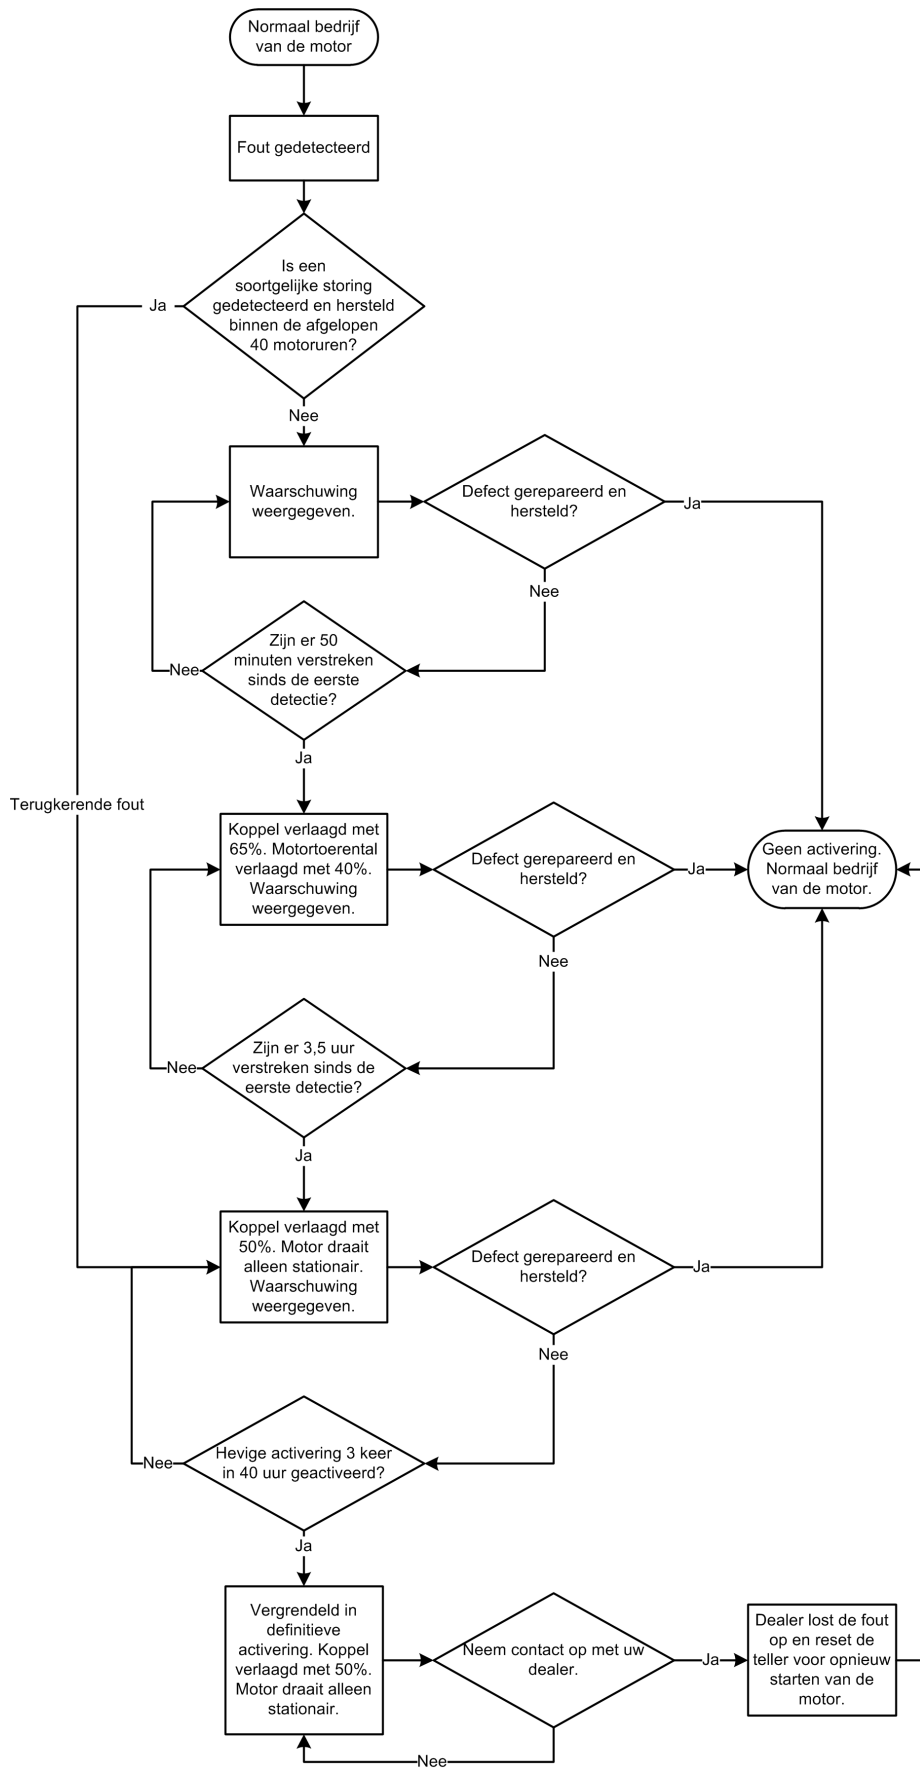 Normaal bedrijf
van de motor
Fout gedetecteerd
Is een
soortgelijke storing
gedetecteerd en hersteld
binnen de afgelopen
40 motoruren?
Ja
Nee
Waarschuwing
weergegeven.
Defect gerepareerd en
hersteld?
Ja
Nee
Zijn er 50
minuten verstreken
sinds de eerste
detectie?
Nee
Ja
Terugkerende fout
Koppel verlaagd met
65%. Motortoerental
verlaagd met 40%.
Waarschuwing
weergegeven.
Defect gerepareerd en
hersteld?
Ja
Geen activering.
Normaal bedrijf
van de motor.
Nee
Zijn er 3,5 uur
verstreken sinds de
eerste detectie?
Nee
Ja
Koppel verlaagd met
50%. Motor draait
alleen stationair.
Waarschuwing
weergegeven.
Defect gerepareerd en
hersteld?
Ja
Nee
Hevige activering 3 keer
in 40 uur geactiveerd?
Nee
Ja
Vergrendeld in
definitieve
activering. Koppel
verlaagd met 50%.
Motor draait alleen
stationair.
Neem contact op met uw
dealer.
Ja
Dealer lost de fout
op en reset de
teller voor opnieuw
starten van de
motor.
Nee